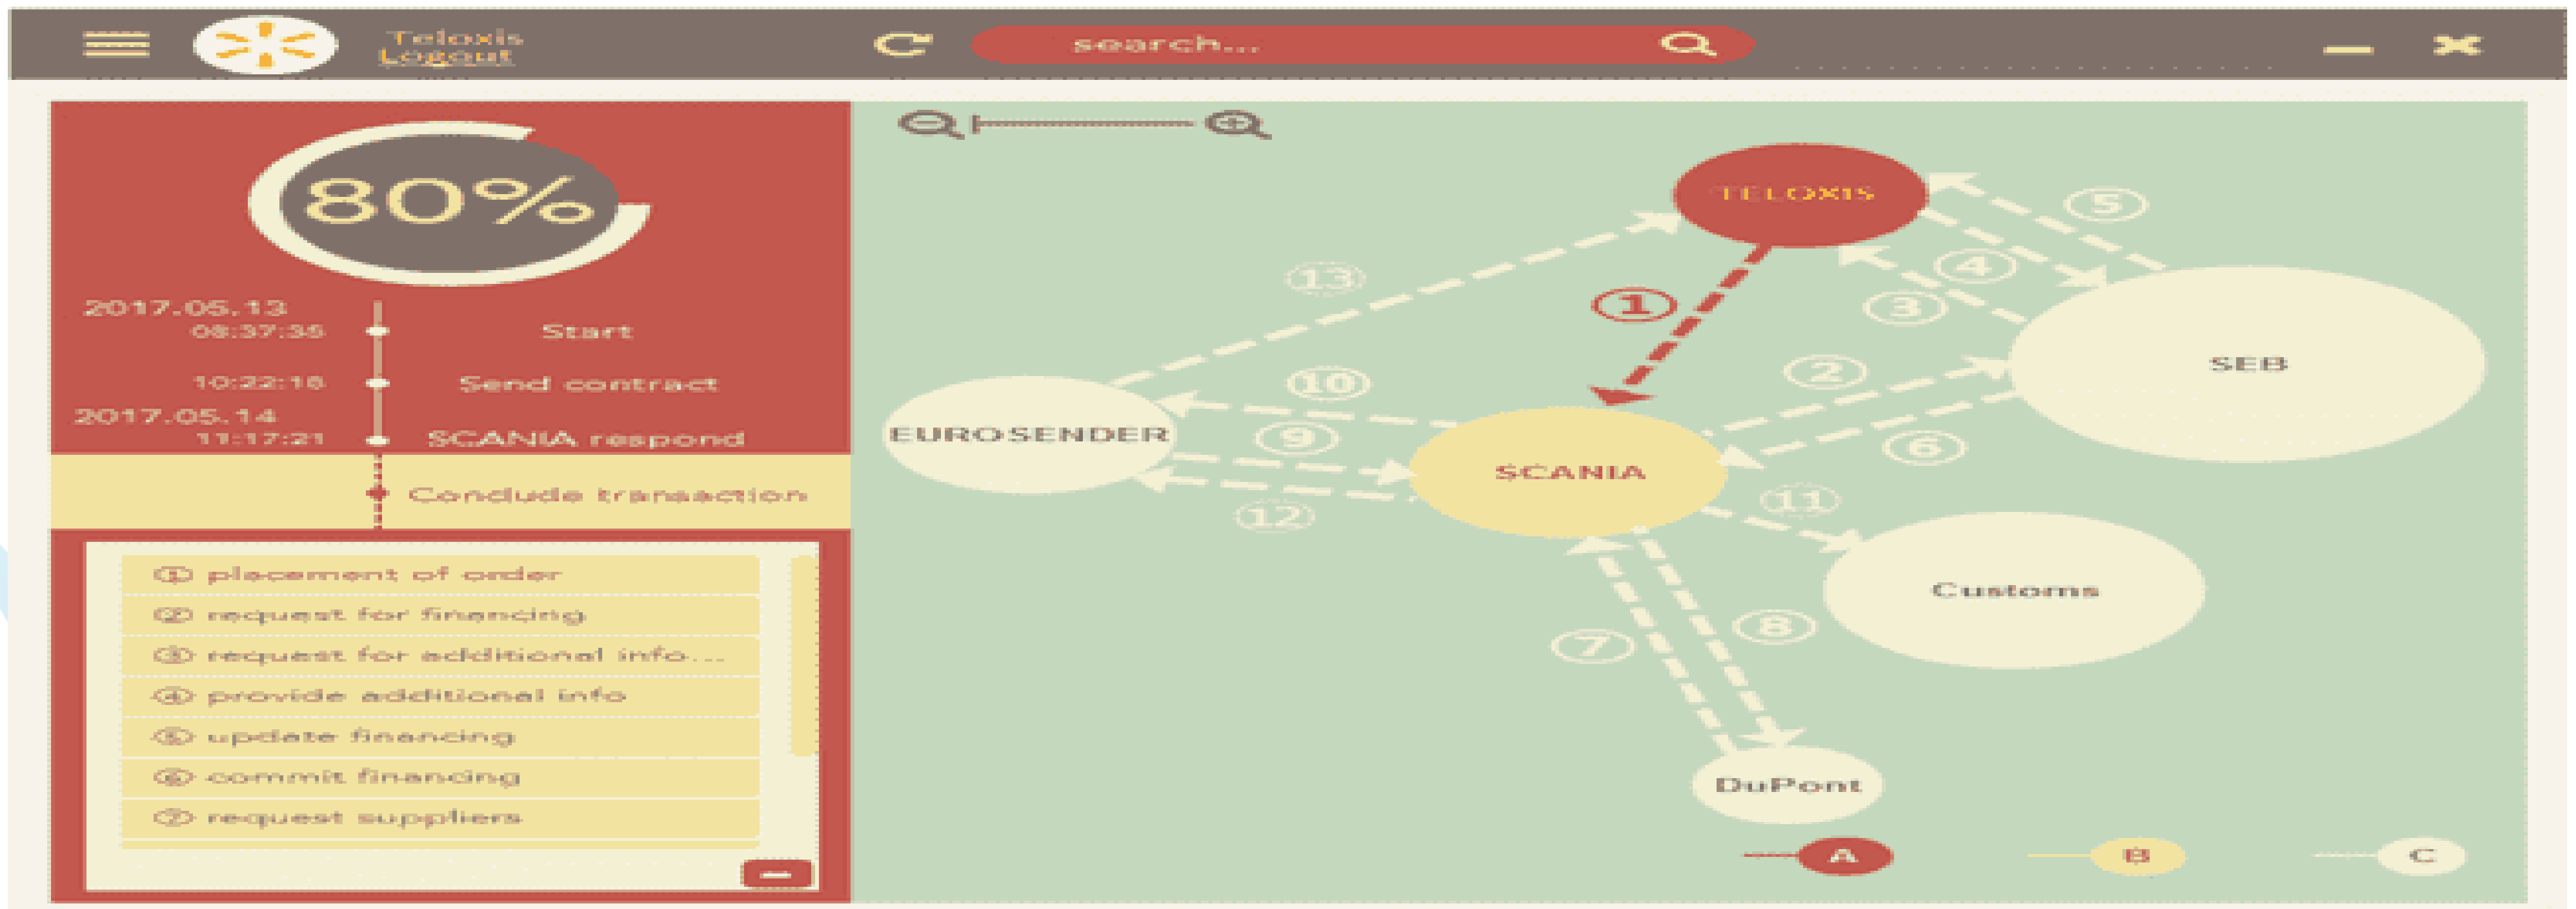 Teloxis
Logout
search...
80%
2017.05.13
08:37:35 Start
10:22:18 Send contract
2017.05.14
11:17:21 SCANIA respond
Conclude transaction
① placement of order
② request for financing
③ request for additional info...
④ provide additional info
⑤ update financing
⑥ commit financing
⑦ request suppliers
TELOXIS
⑤
④
⑬
①
③
SEB
②
⑩
EUROSENDER
⑨
⑥
SCANIA
⑪
⑫
Customs
⑧
⑦
DuPont
A B C